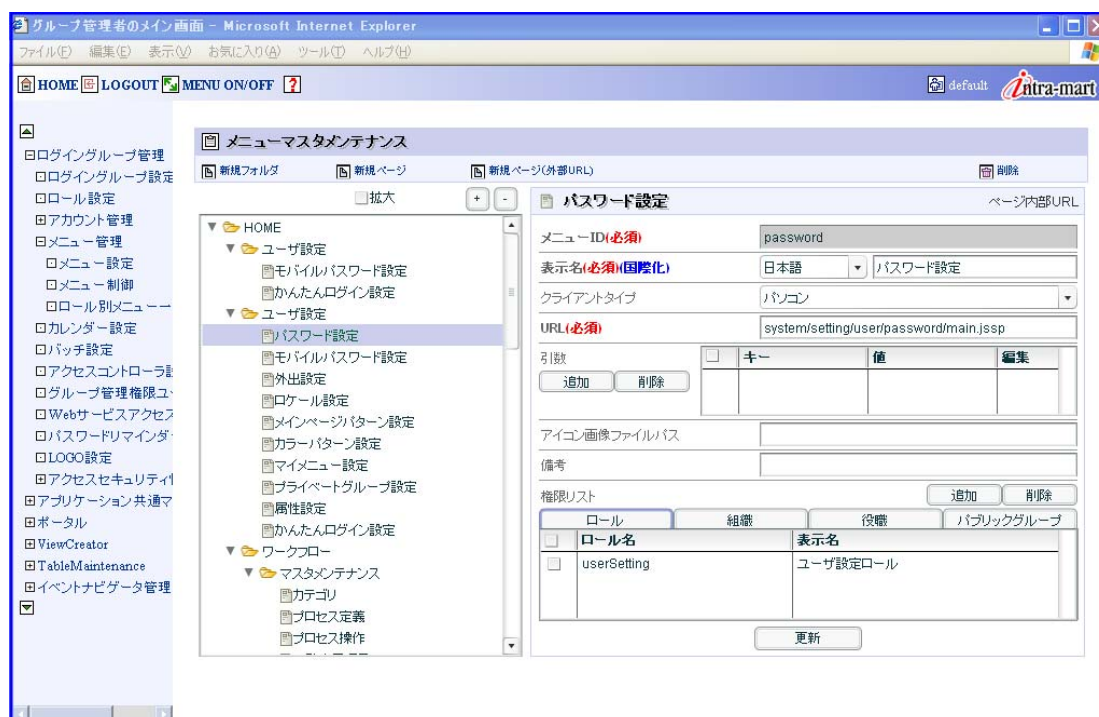 グループ管理者のメイン画面 - Microsoft Internet Explorer
ファイル(F) 編集(E) 表示(V) お気に入り(A) ツール(T) ヘルプ(H)
HOME LOGOUT MENU ON/OFF ? default intra-mart
ログイングループ管理
ログイングループ設定
ロール設定
アカウント管理
メニュー管理
メニュー設定
メニュー制御
ロール別メニュー
カレンダー設定
バッチ設定
アクセスコントローラ
グループ管理権限ユ
Webサービスアクセス
パスワードリマインダ
LOGO設定
アクセスセキュリティ
アプリケーション共通マ
ポータル
ViewCreator
TableMaintenance
イベントナビゲータ管理
メニューマスタメンテナンス
新規フォルダ 新規ページ 新規ページ(外部URL) 削除
拡大 + -
HOME
ユーザ設定
モバイルパスワード設定
かんたんログイン設定
ユーザ設定
パスワード設定
モバイルパスワード設定
外出設定
ロケール設定
メインページパターン設定
カラーパターン設定
マイメニュー設定
プライベートグループ設定
属性設定
かんたんログイン設定
ワークフロー
マスタメンテナンス
カテゴリ
プロセス定義
プロセス操作
パスワード設定 ページ内部URL
メニューID(必須) password
表示名(必須)(国際化) 日本語 パスワード設定
クライアントタイプ パソコン
URL(必須) system/setting/user/password/main.jssp
引数 キー 値 編集
追加 削除
アイコン画像ファイルパス
備考
権限リスト 追加 削除
ロール 組織 役職 パブリックグループ
ロール名 表示名
userSetting ユーザ設定ロール
更新